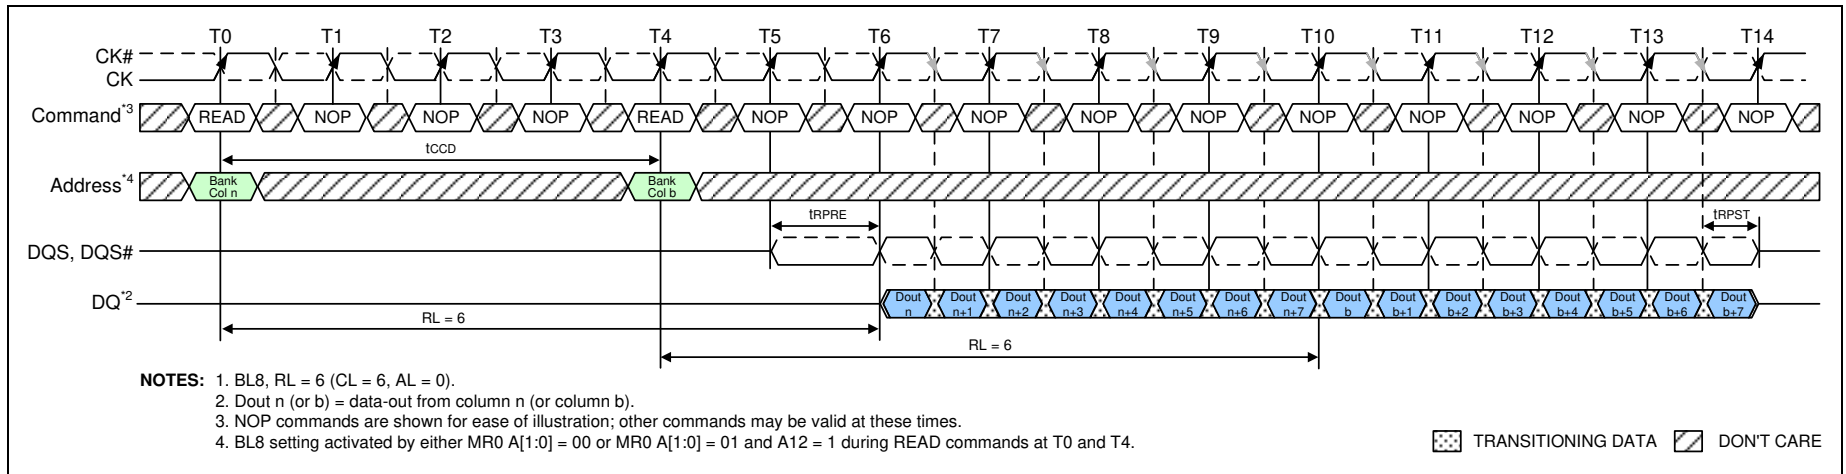 T0 T1 T2 T3 T4 T5 T6 T7 T8 T9 T10 T11 T12 T13 T14
CK#
CK
Command*3 READ NOP NOP NOP READ NOP NOP NOP NOP NOP NOP NOP NOP NOP NOP
tCCD
Address*4 Bank Col n Bank Col b
tRPRE tRPST
DQS, DQS#
DQ*2 Dout n Dout n+1 Dout n+2 Dout n+3 Dout n+4 Dout n+5 Dout n+6 Dout n+7 Dout b Dout b+1 Dout b+2 Dout b+3 Dout b+4 Dout b+5 Dout b+6 Dout b+7
RL = 6
RL = 6
NOTES: 1. BL8, RL = 6 (CL = 6, AL = 0).
2. Dout n (or b) = data-out from column n (or column b).
3. NOP commands are shown for ease of illustration; other commands may be valid at these times.
4. BL8 setting activated by either MR0 A[1:0] = 00 or MR0 A[1:0] = 01 and A12 = 1 during READ commands at T0 and T4.
TRANSITIONING DATA DON'T CARE